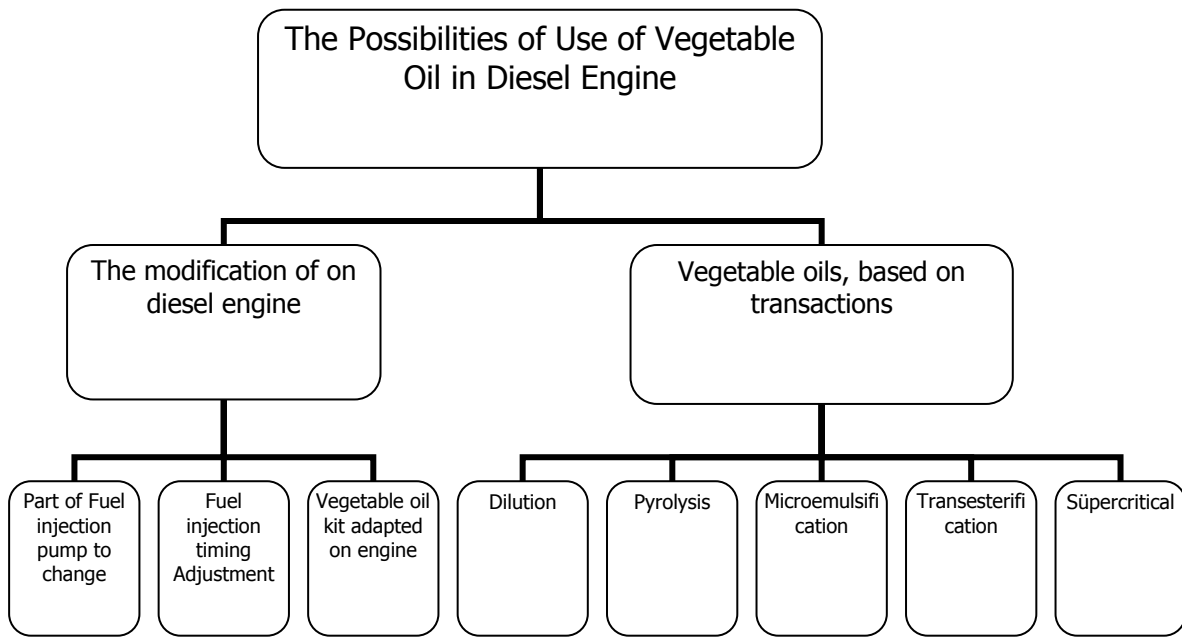 The Possibilities of Use of Vegetable
Oil in Diesel Engine
The modification of on
diesel engine
Vegetable oils, based on
transactions
Part of Fuel
injection
pump to
change
Fuel
injection
timing
Adjustment
Vegetable oil
kit adapted
on engine
Dilution
Pyrolysis
Microemulsifi
cation
Transesterifi
cation
Süpercritical